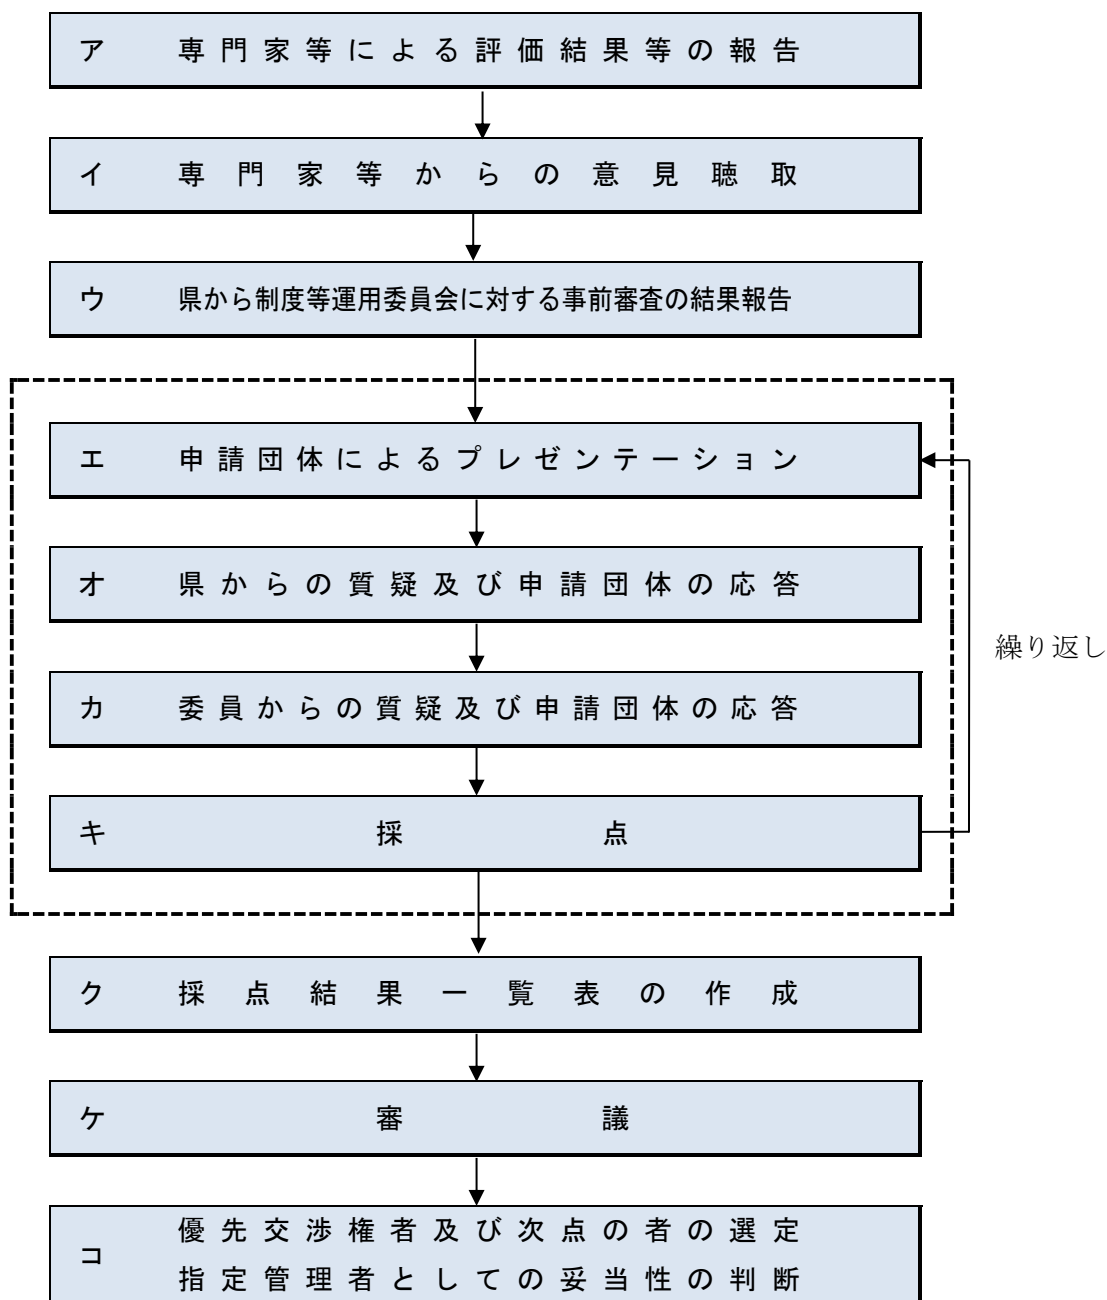 ア 専門家等による評価結果等の報告
イ 専門家等からの意見聴取
ウ 県から制度等運用委員会に対する事前審査の結果報告
エ 申請団体によるプレゼンテーション
オ 県からの質疑及び申請団体の応答
繰り返し
カ 委員からの質疑及び申請団体の応答
キ 採点
ク 採点結果一覧表の作成
ケ 審議
コ 優先交渉権者及び次点の者の選定
指定管理者としての妥当性の判断